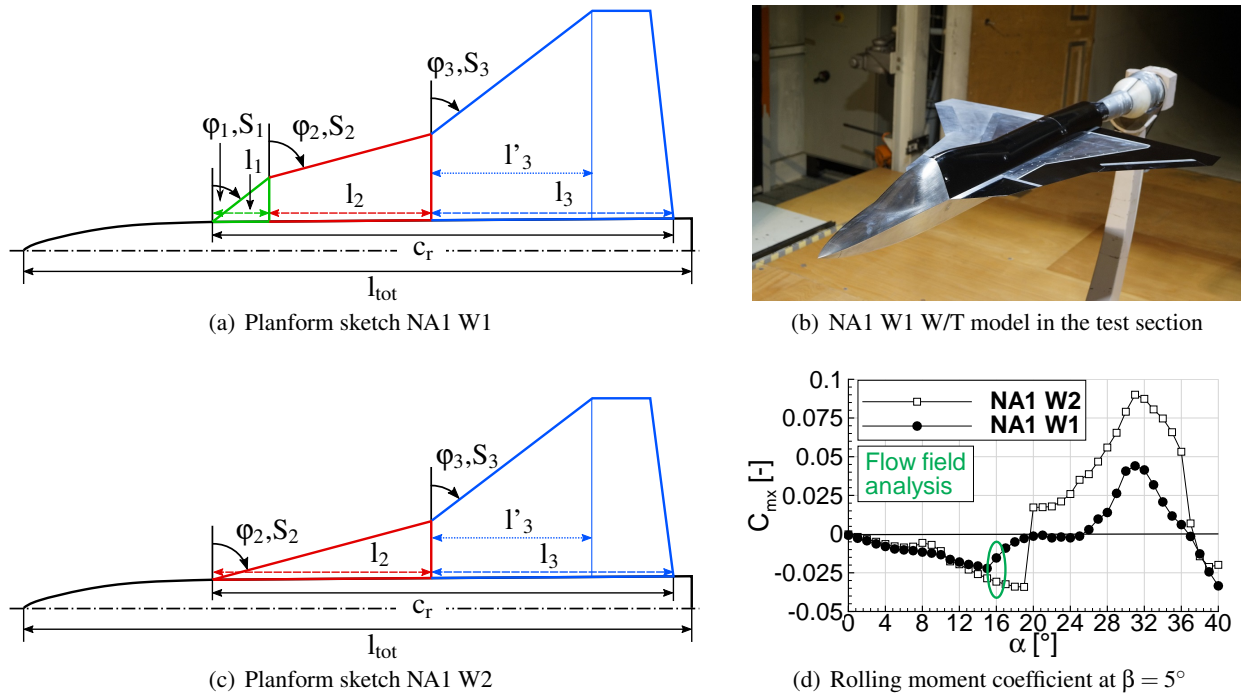 φ₁,S₁
l₁
φ₂,S₂
φ₃,S₃
l'₃
l₂
l₃
cᵣ
lₜₒₜ
(a) Planform sketch NA1 W1
(b) NA1 W1 W/T model in the test section
φ₂,S₂
φ₃,S₃
l'₃
l₂
l₃
cᵣ
lₜₒₜ
(c) Planform sketch NA1 W2
0.1
0.075
0.05
0.025
0
-0.025
-0.05
Cₘₓ [-]
NA1 W2
NA1 W1
Flow field
analysis
0 4 8 12 16 20 24 28 32 36 40
α [°]
(d) Rolling moment coefficient at β = 5°